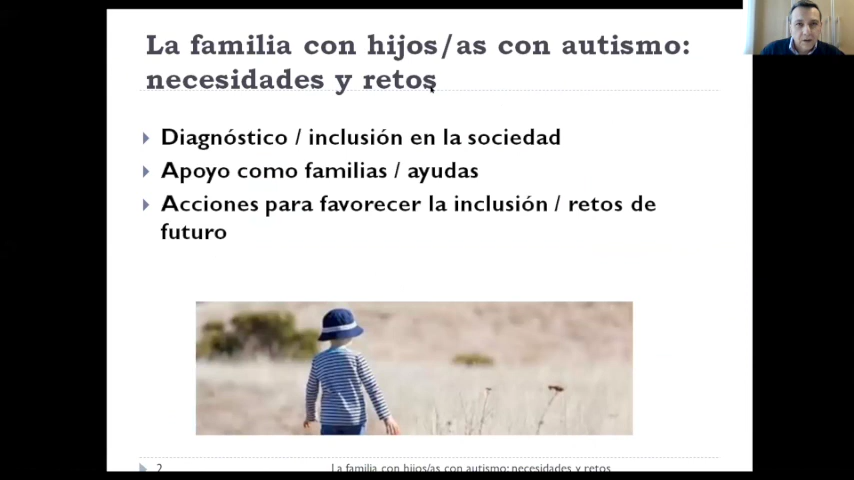 La familia con hijos/as con autismo:
necesidades y retos
Diagnóstico / inclusión en la sociedad
Apoyo como familias / ayudas
Acciones para favorecer la inclusión / retos de
futuro
2 La familia con hijos/as con autismo: necesidades y retos